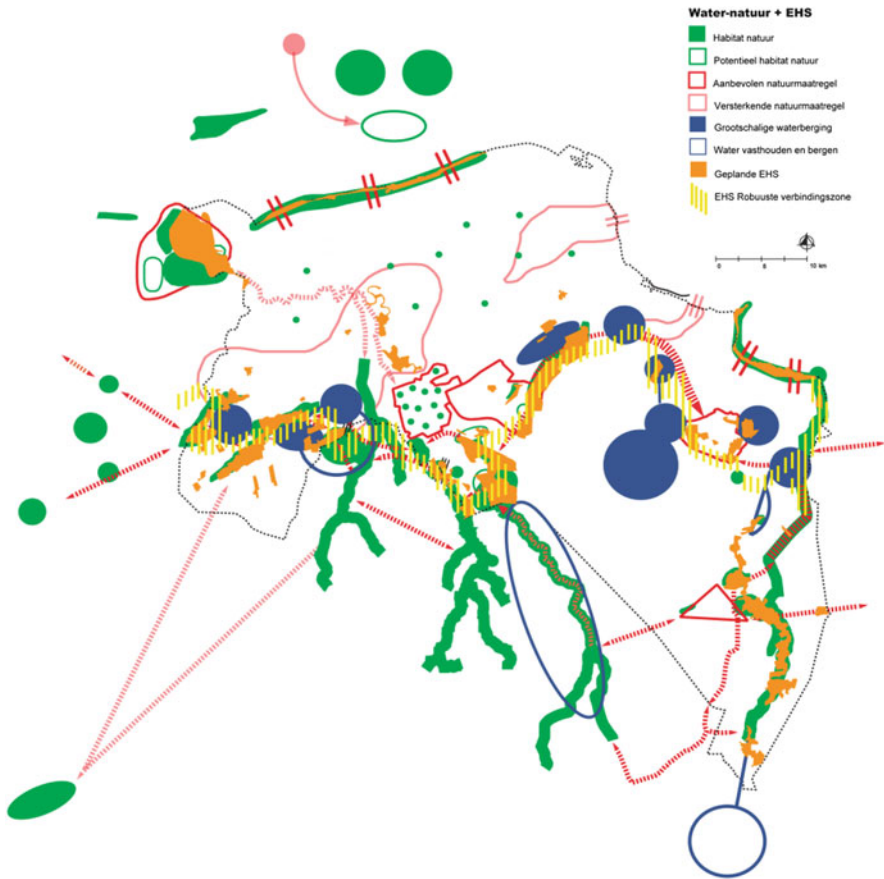 Water-natuur + EHS
Habitat natuur
Potentieel habitat natuur
Aanbevolen natuurmaatregel
Versterkende natuurmaatregel
Grootschalige waterberging
Water vasthouden en bergen
Geplande EHS
EHS Robuuste verbindingszone
0 5 10 km